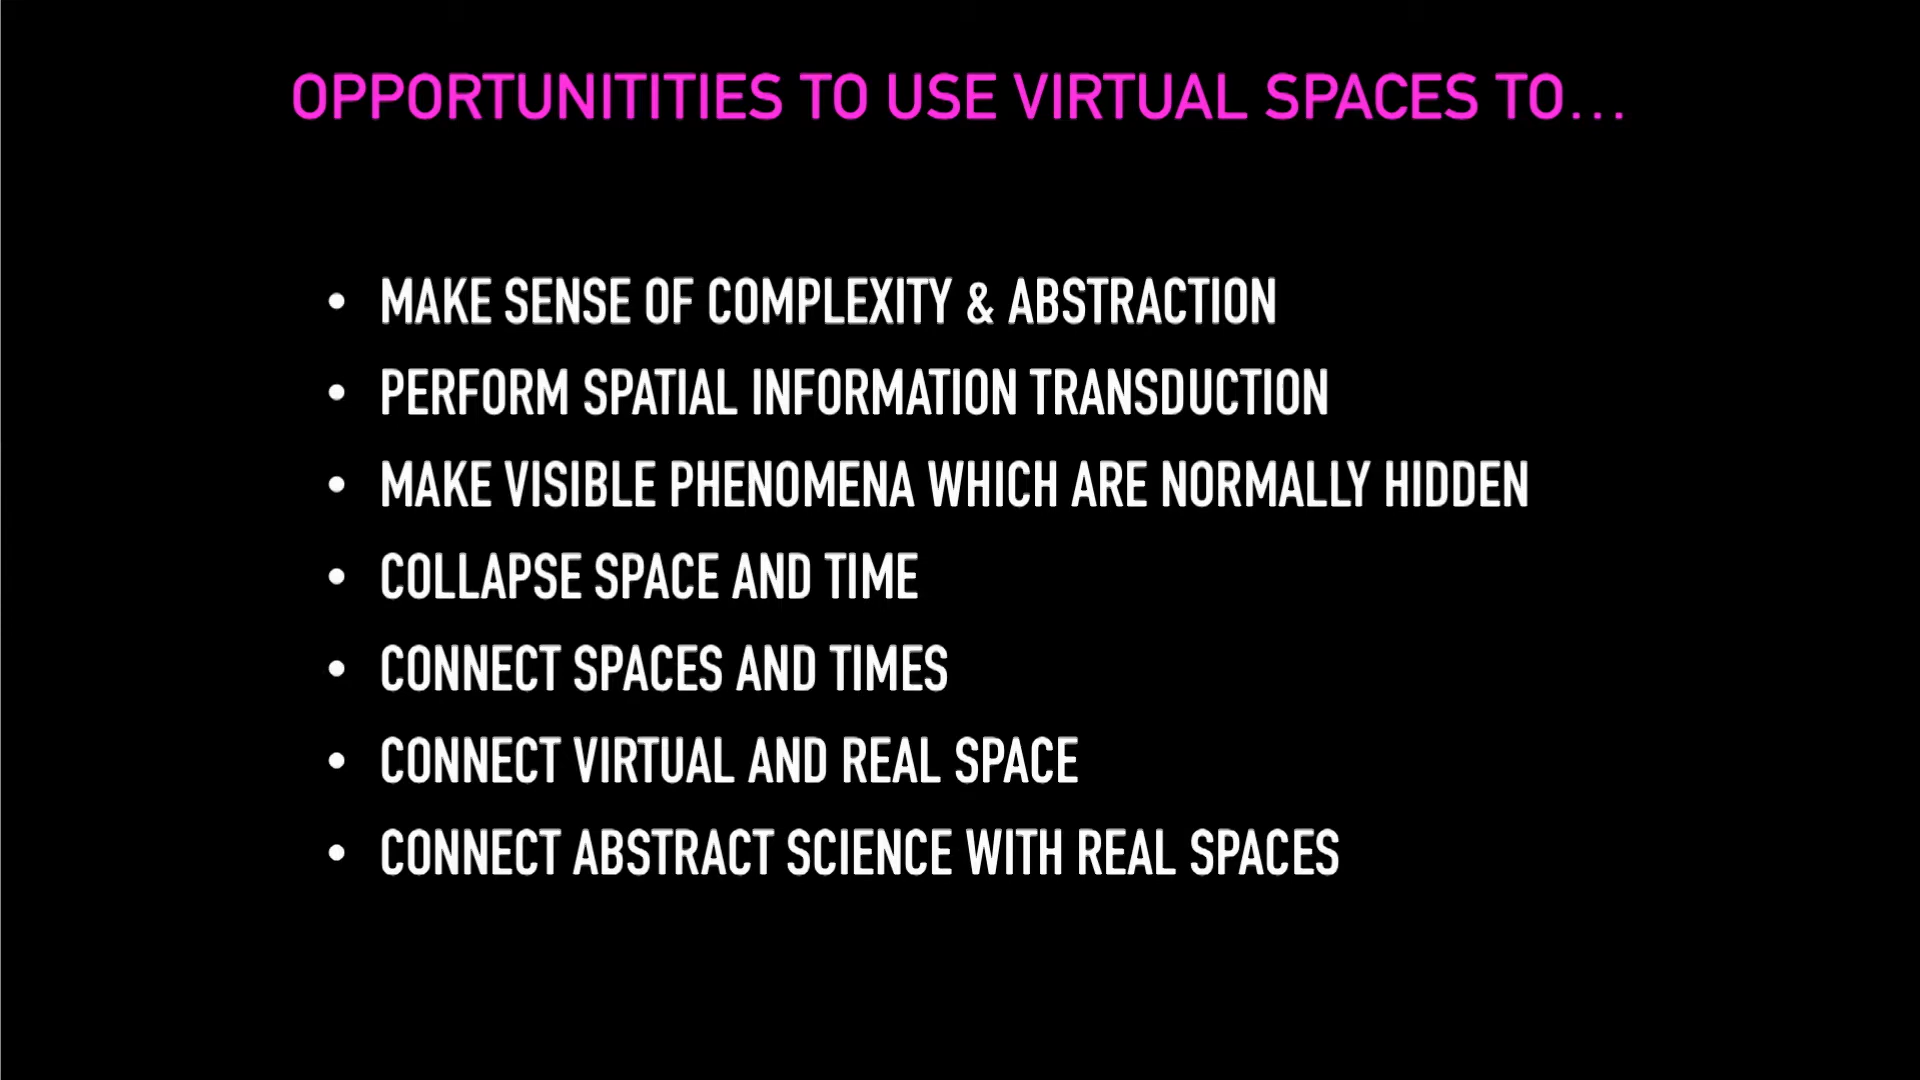 OPPORTUNITITIES TO USE VIRTUAL SPACES TO...
• MAKE SENSE OF COMPLEXITY & ABSTRACTION
• PERFORM SPATIAL INFORMATION TRANSDUCTION
• MAKE VISIBLE PHENOMENA WHICH ARE NORMALLY HIDDEN
• COLLAPSE SPACE AND TIME
• CONNECT SPACES AND TIMES
• CONNECT VIRTUAL AND REAL SPACE
• CONNECT ABSTRACT SCIENCE WITH REAL SPACES